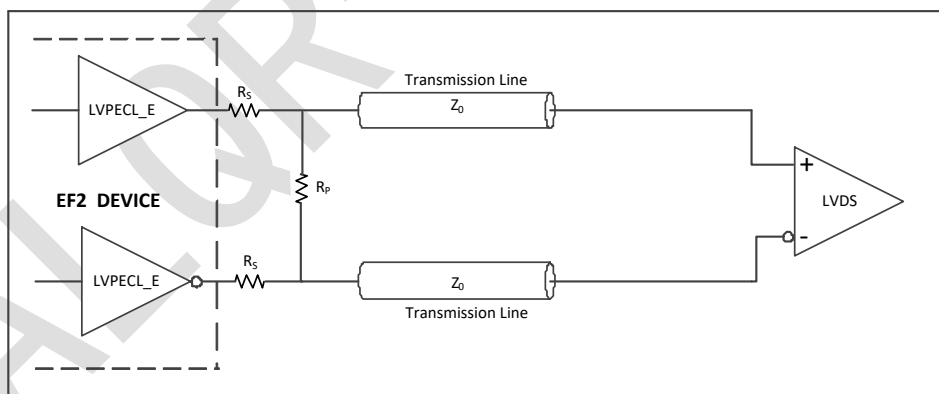 Transmission Line
LVPECL_E
RS
Z0
+
RP
EF2 DEVICE
LVDS
-
LVPECL_E
RS
Z0
Transmission Line